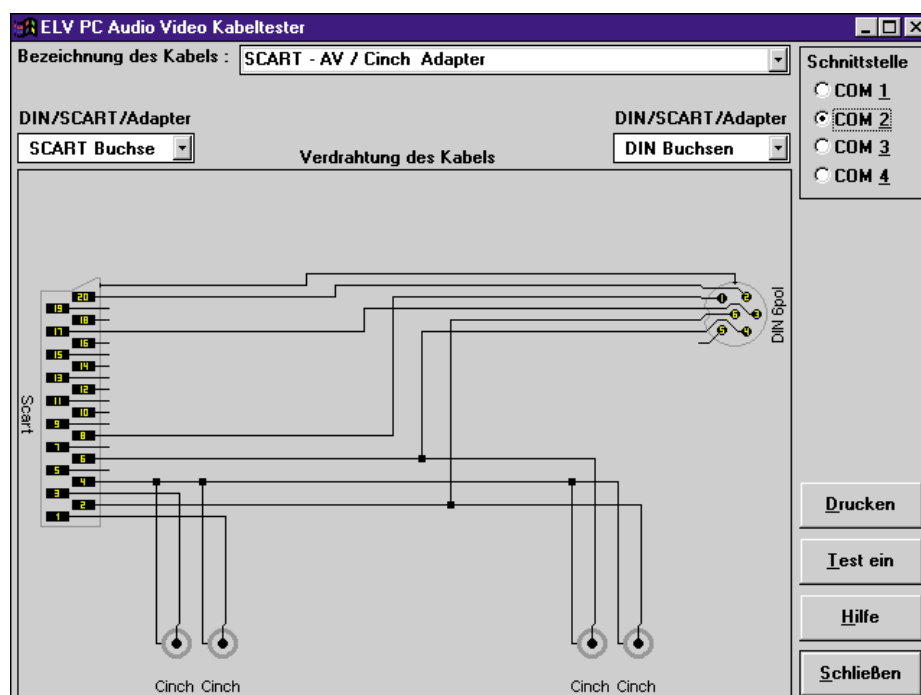 ELV PC Audio Video Kabeltester
Bezeichnung des Kabels : SCART - AV / Cinch Adapter
Schnittstelle
COM 1
COM 2
COM 3
COM 4
DIN/SCART/Adapter
SCART Buchse
Verdrahtung des Kabels
DIN/SCART/Adapter
DIN Buchsen
20
19
18
17
16
15
14
13
12
11
10
9
8
7
6
5
4
3
2
1
Scart
1
2
6
3
5
4
DIN 6pol
Cinch Cinch
Cinch Cinch
Drucken
Test ein
Hilfe
Schließen